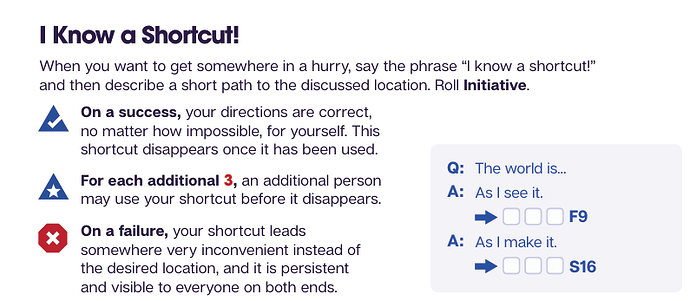 I Know a Shortcut!
When you want to get somewhere in a hurry, say the phrase “I know a shortcut!”
and then describe a short path to the discussed location. Roll Initiative.
On a success, your directions are correct,
no matter how impossible, for yourself. This
shortcut disappears once it has been used.
For each additional 3, an additional person
may use your shortcut before it disappears.
On a failure, your shortcut leads
somewhere very inconvenient instead of
the desired location, and it is persistent
and visible to everyone on both ends.
Q: The world is...
A: As I see it.
F9
A: As I make it.
S16